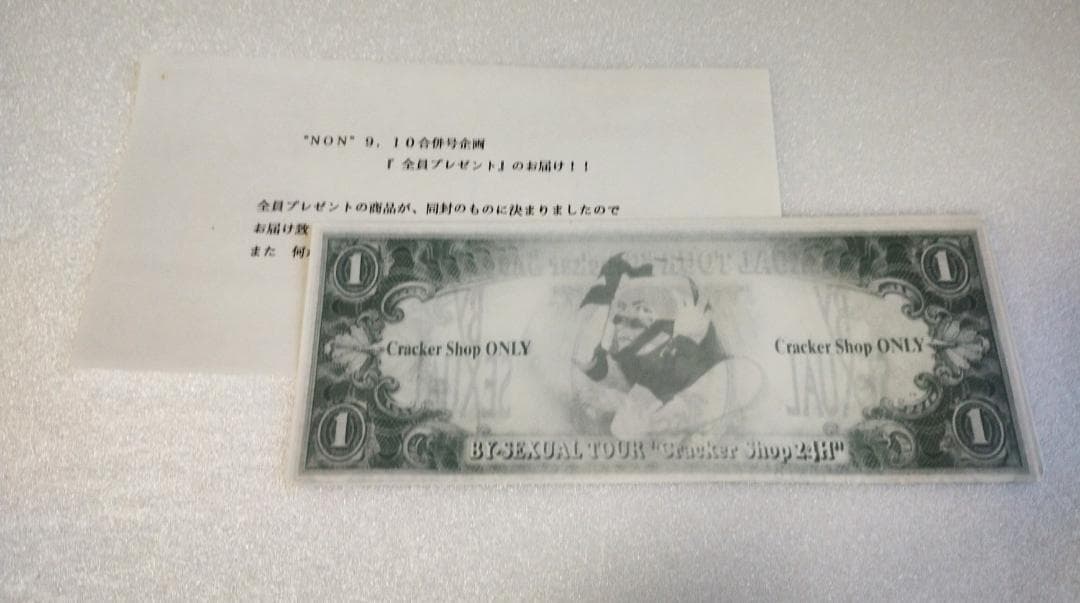 "NON" 9, 10合併号企画
『 全員プレゼント』のお届け!!
全員プレゼントの商品が、同封のものに決まりましたので
お届け致
また 何
1
1
Cracker Shop ONLY
Cracker Shop ONLY
1
1
BY-SEXUAL TOUR "Cracker Shop